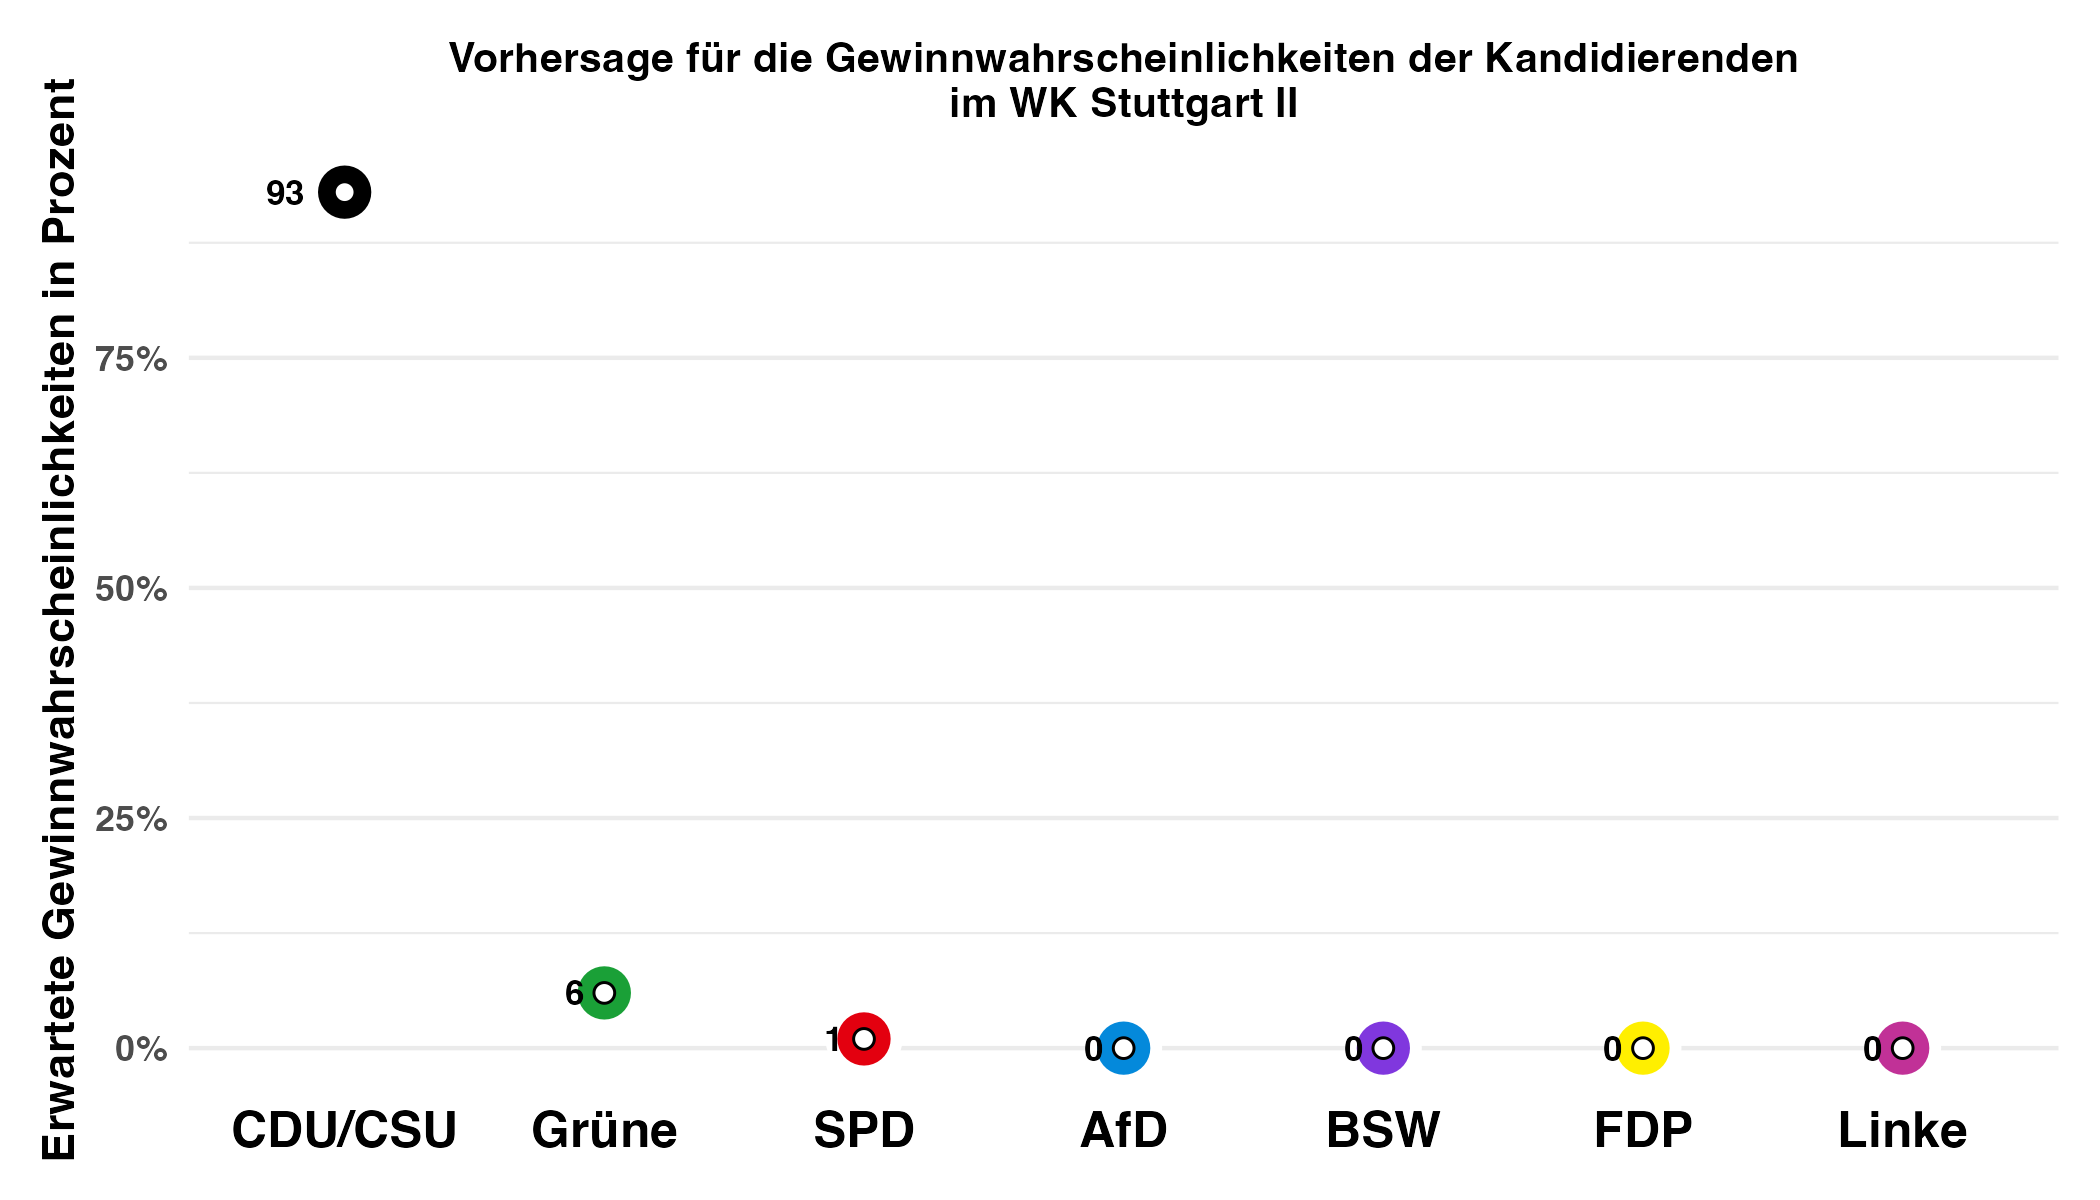 Vorhersage für die Gewinnwahrscheinlichkeiten der Kandidierenden
im WK Stuttgart II
Erwartete Gewinnwahrscheinlichkeiten in Prozent
93
75%
50%
25%
6
1
0%
0
0
0
0
CDU/CSU
Grüne
SPD
AfD
BSW
FDP
Linke